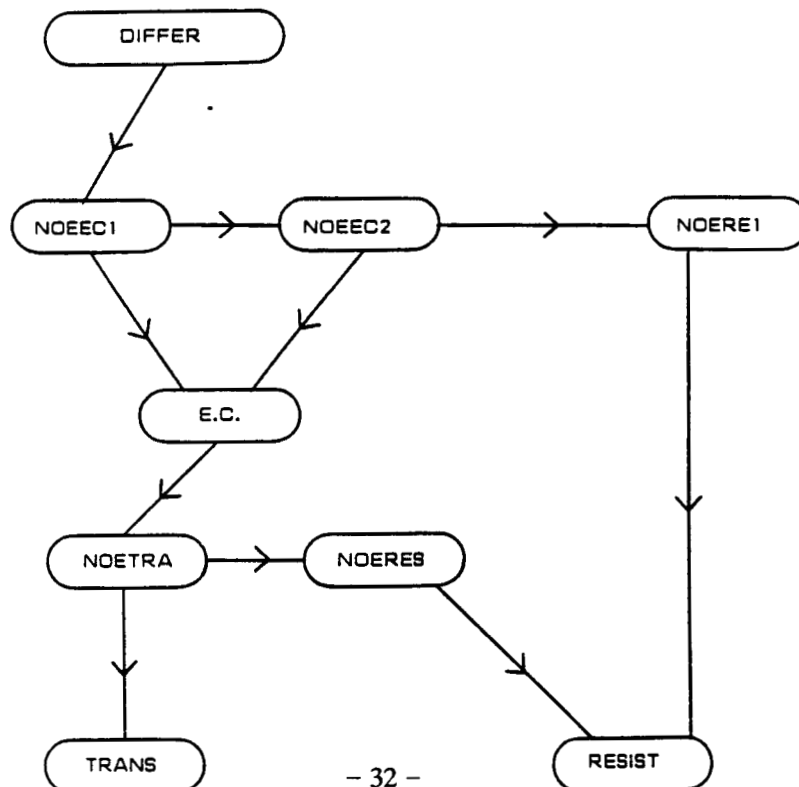 DIFFER
NOEEC1
NOEEC2
NOERE1
E.C.
NOETRA
NOERES
TRANS
RESIST
– 32 –